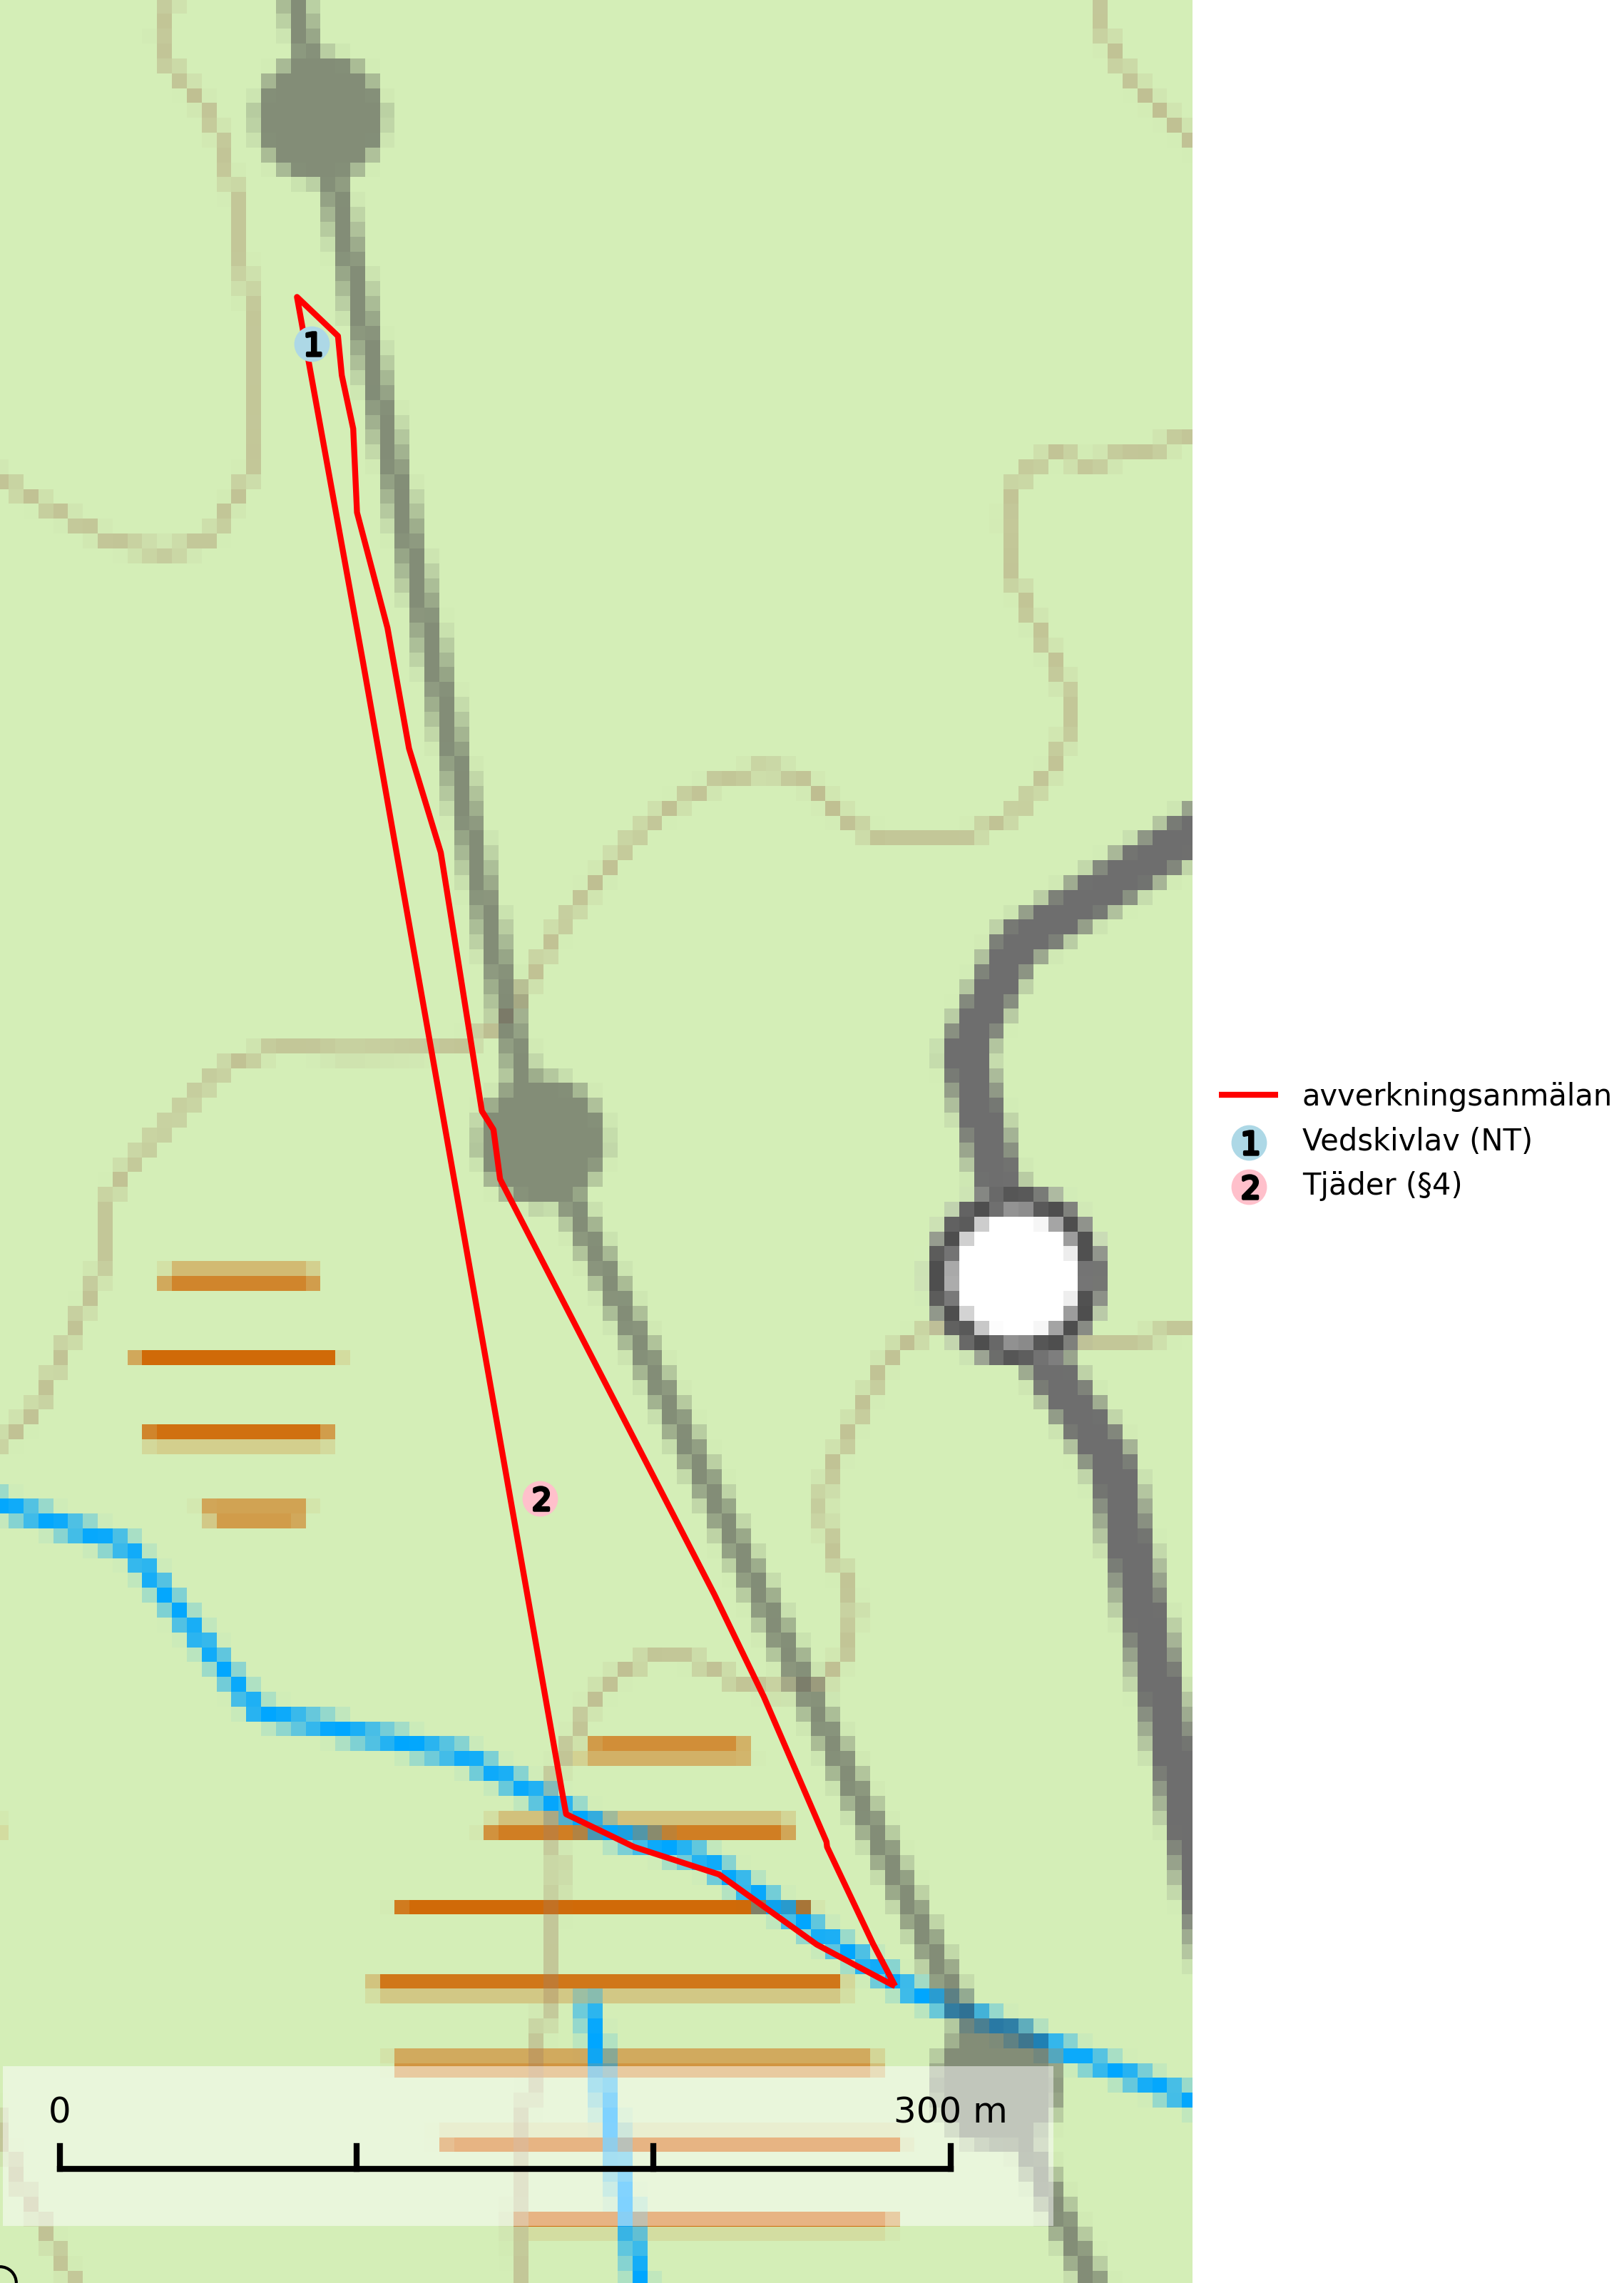 1
avverkningsanmälan
1 Vedskivlav (NT)
2 Tjäder (§4)
2
0 300 m